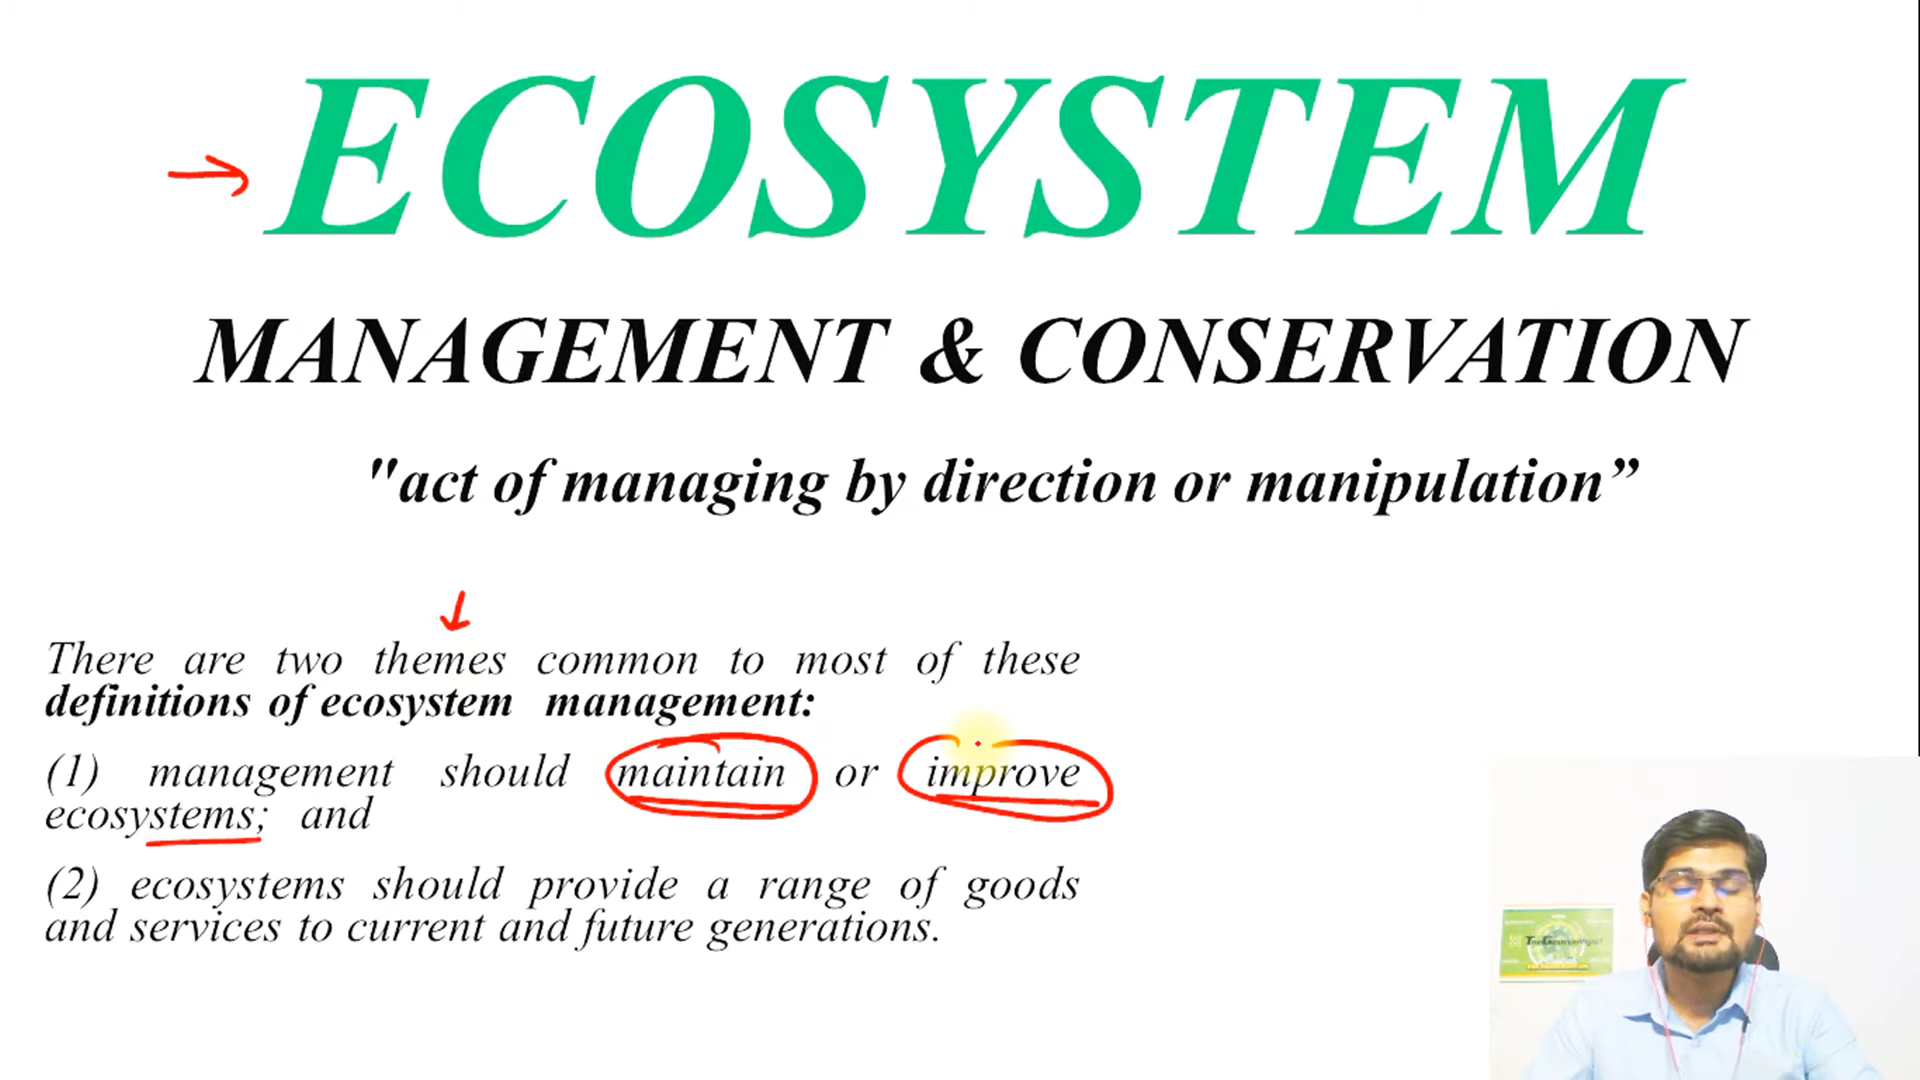 ECOSYSTEM
MANAGEMENT & CONSERVATION
"act of managing by direction or manipulation”
There are two themes common to most of these
definitions of ecosystem management:
(1) management should maintain or improve
ecosystems; and
(2) ecosystems should provide a range of goods
and services to current and future generations.